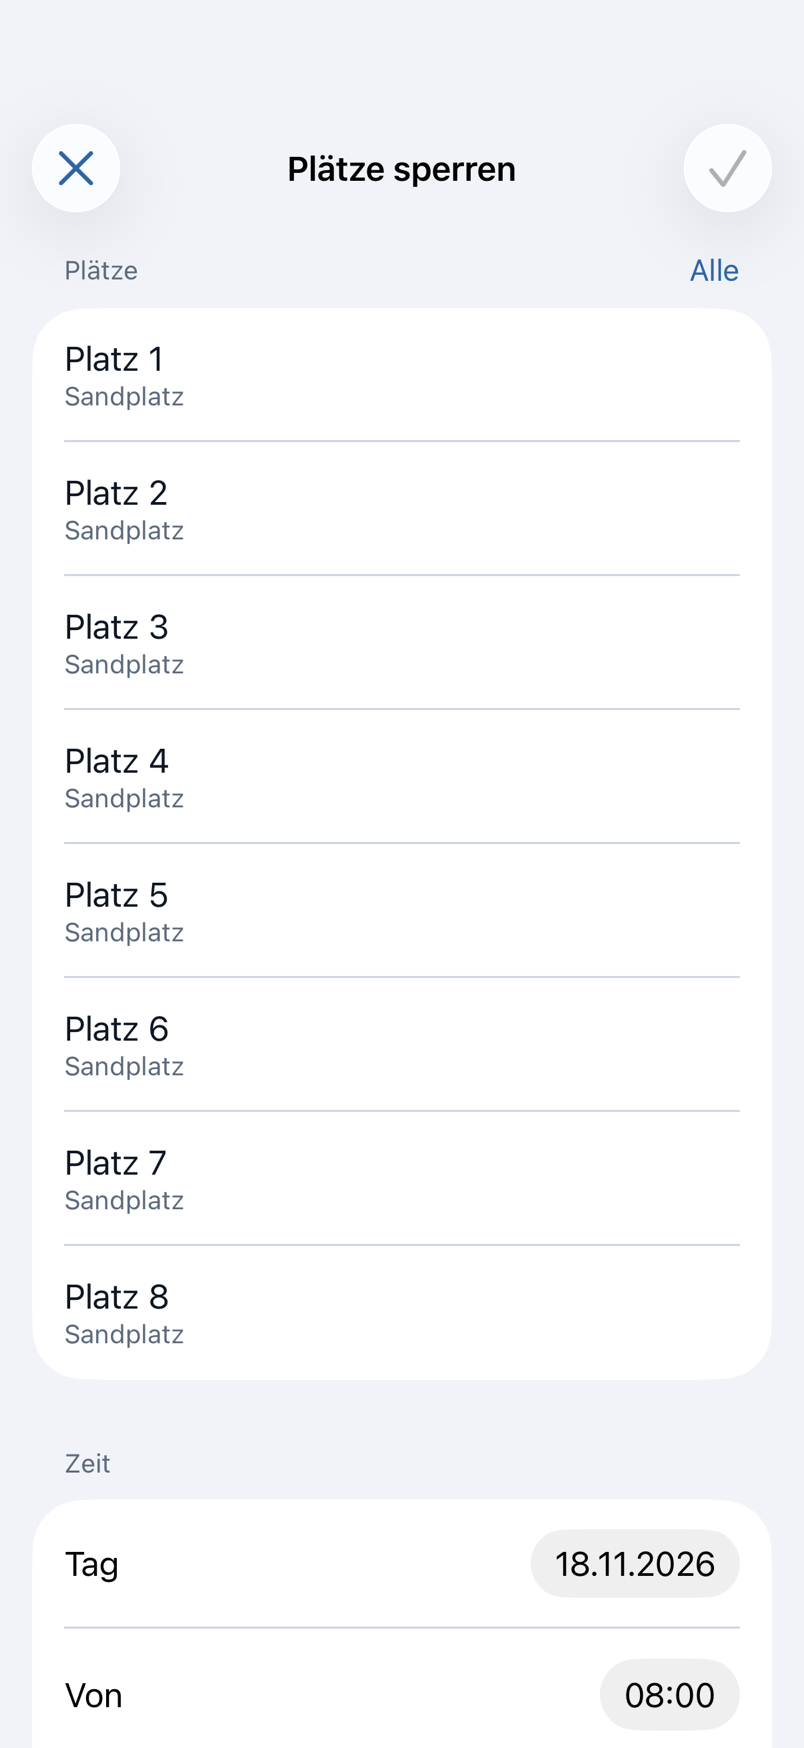 Plätze sperren
Plätze
Alle
Platz 1
Sandplatz
Platz 2
Sandplatz
Platz 3
Sandplatz
Platz 4
Sandplatz
Platz 5
Sandplatz
Platz 6
Sandplatz
Platz 7
Sandplatz
Platz 8
Sandplatz
Zeit
Tag
18.11.2026
Von
08:00